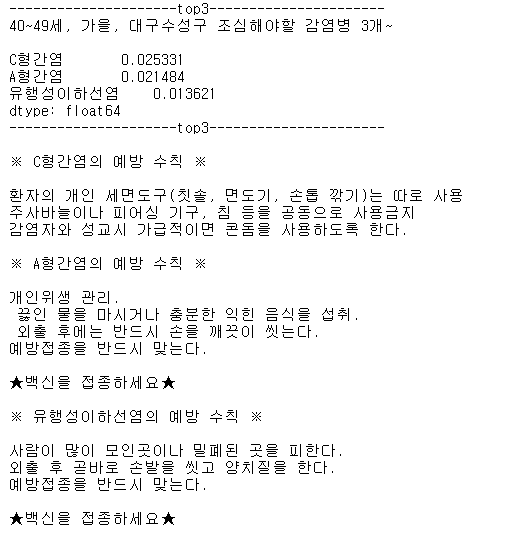 ---------------------top3----------------------
40~49세, 가을, 대구수성구 조심해야할 감염병 3개~
C형간염 0.025331
A형간염 0.021484
유행성이하선염 0.013621
dtype: float64
---------------------top3----------------------
※ C형간염의 예방 수칙 ※
환자의 개인 세면도구(칫솔, 면도기, 손톱 깎기)는 따로 사용
주사바늘이나 피어싱 기구, 침 등을 공동으로 사용금지
감염자와 성교시 가급적이면 콘돔을 사용하도록 한다.
※ A형간염의 예방 수칙 ※
개인위생 관리.
끓인 물을 마시거나 충분한 익힌 음식을 섭취.
외출 후에는 반드시 손을 깨끗이 씻는다.
예방접종을 반드시 맞는다.
★백신을 접종하세요★
※ 유행성이하선염의 예방 수칙 ※
사람이 많이 모인곳이나 밀폐된 곳을 피한다.
외출 후 곧바로 손발을 씻고 양치질을 한다.
예방접종을 반드시 맞는다.
★백신을 접종하세요★